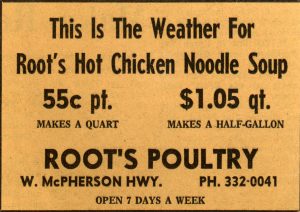 This Is The Weather For
Root's Hot Chicken Noodle Soup
55c pt. $1.05 qt.
MAKES A QUART MAKES A HALF-GALLON
ROOT'S POULTRY
W. McPHERSON HWY. PH. 332-0041
OPEN 7 DAYS A WEEK